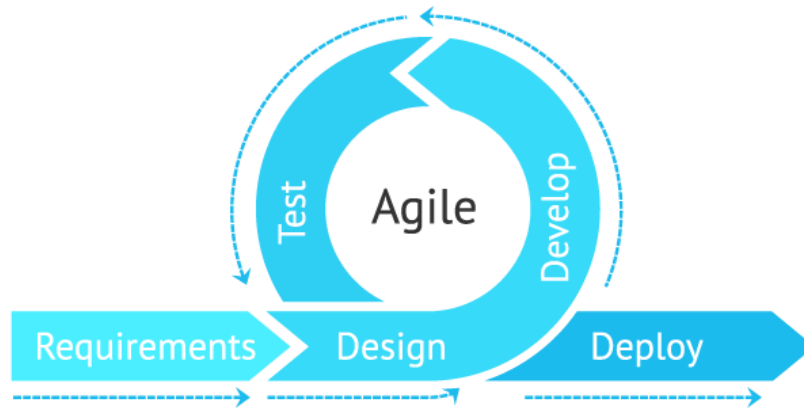 Agile
Test
Develop
Requirements
Design
Deploy